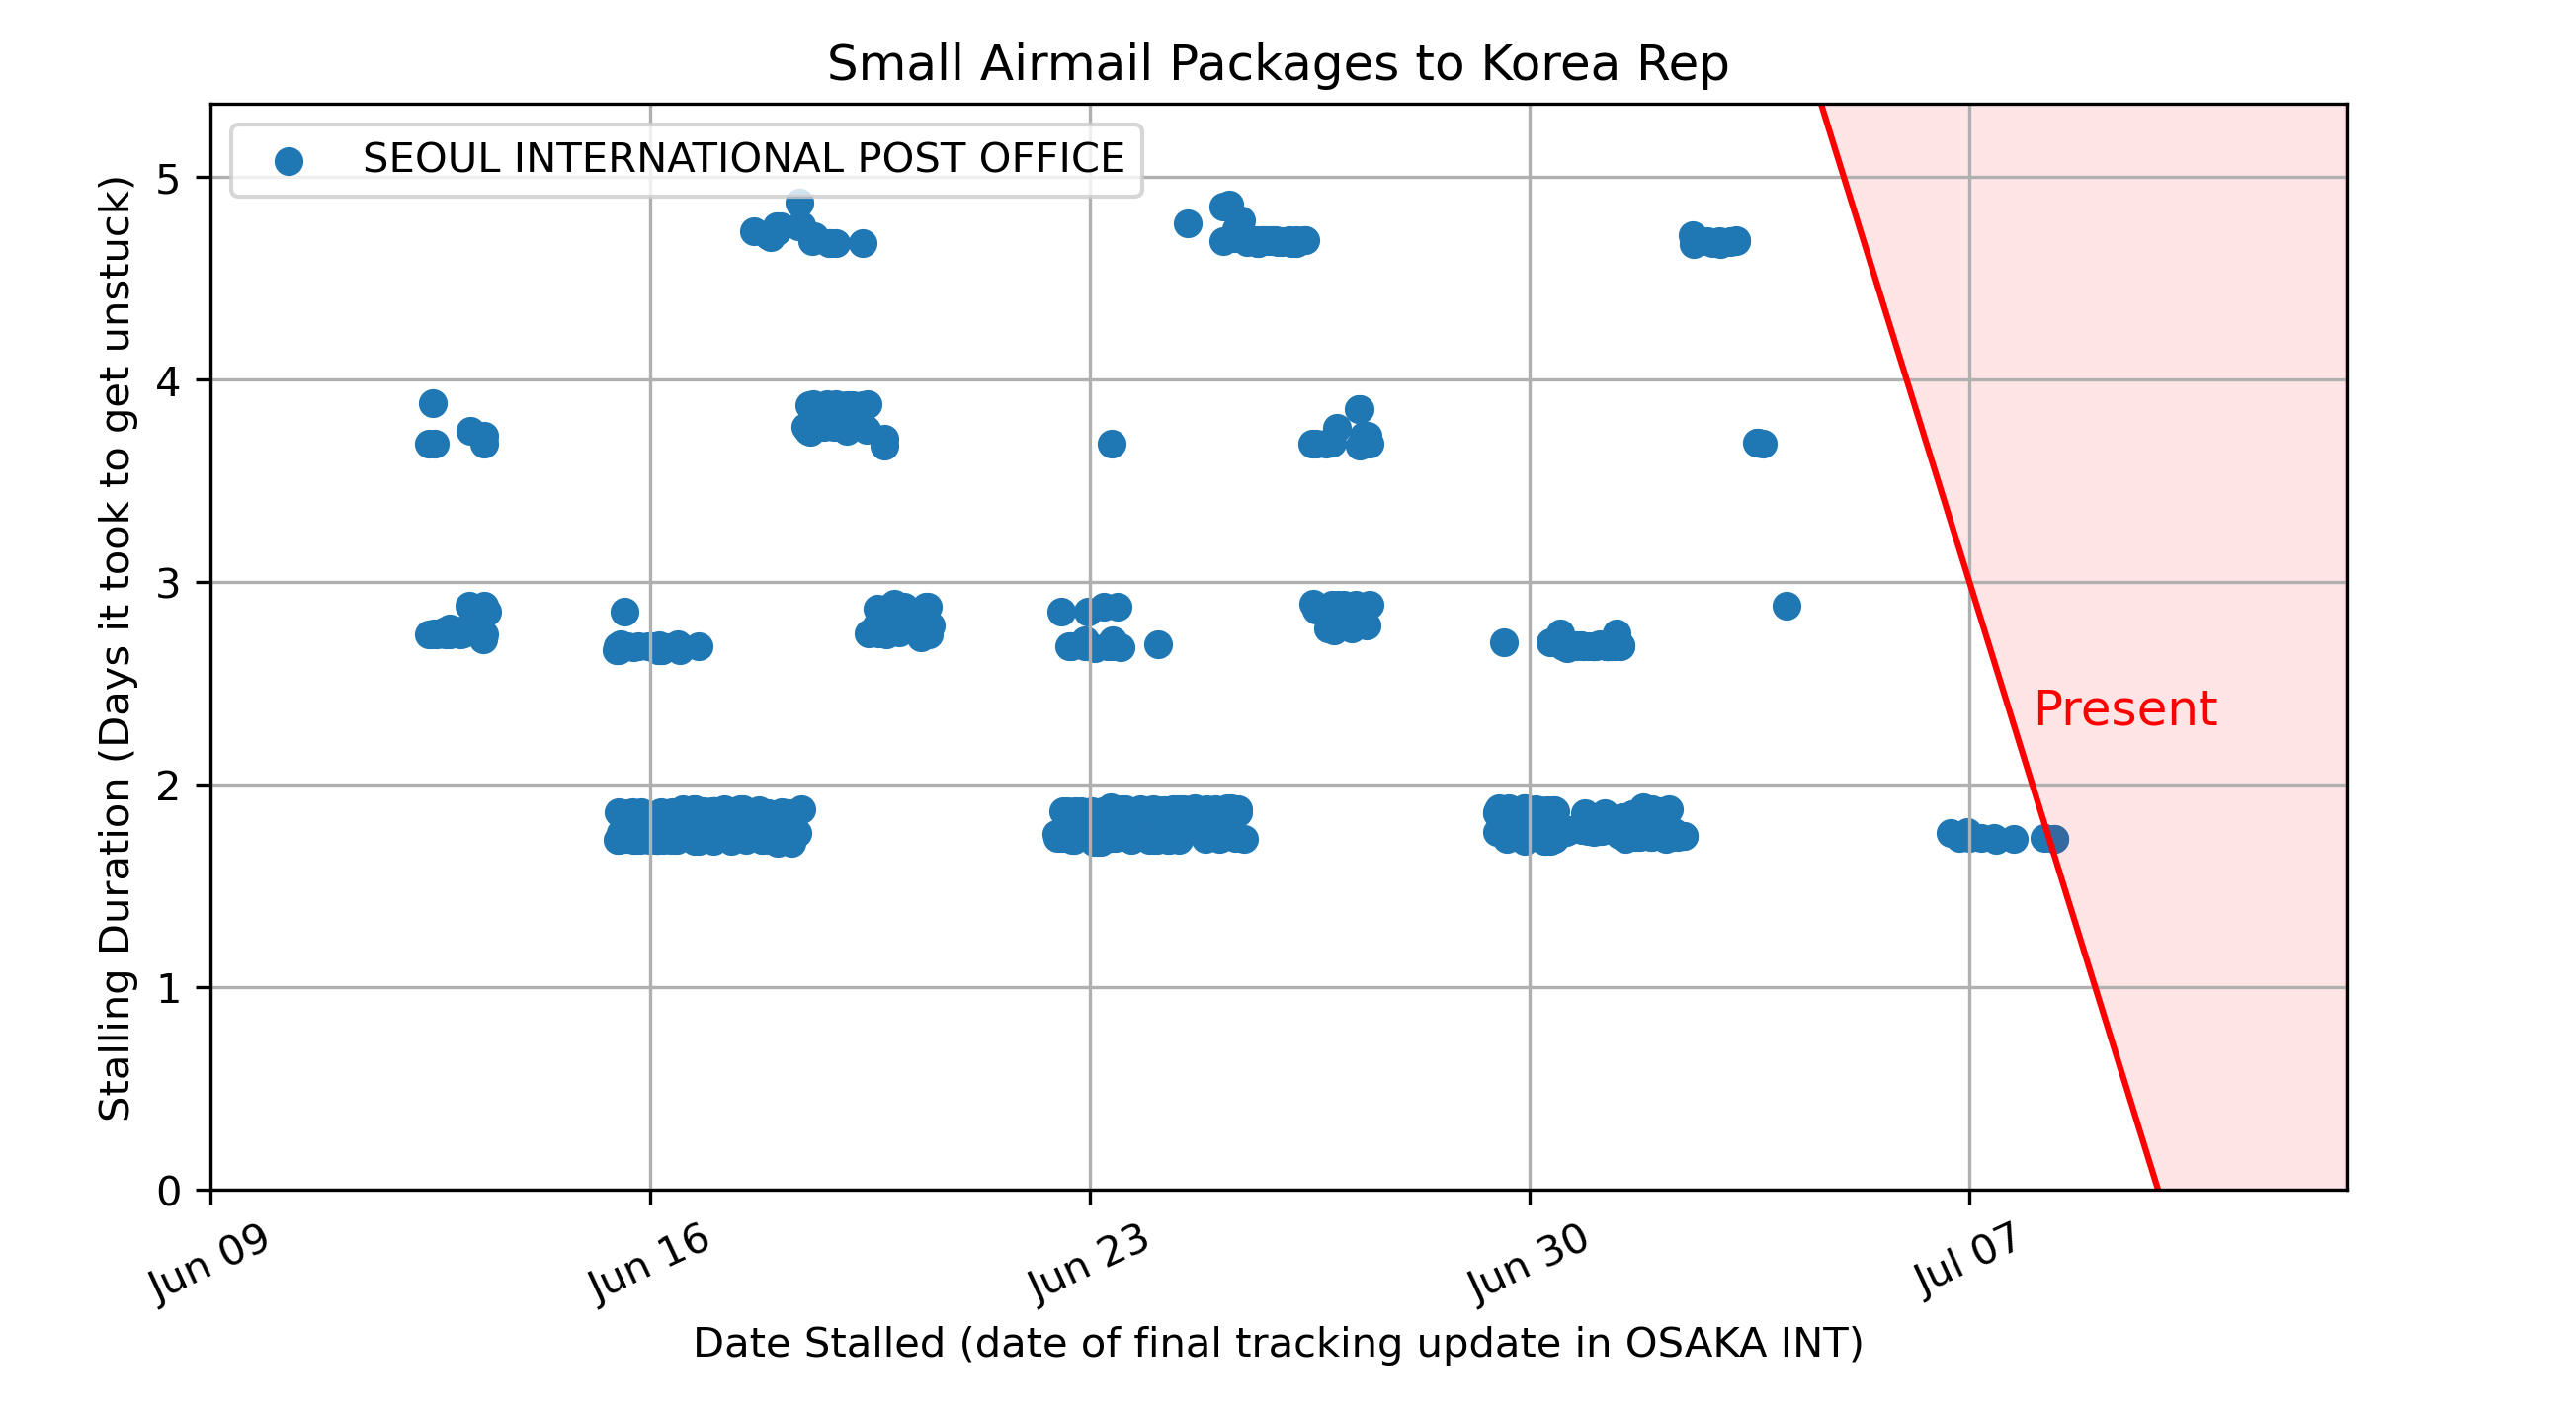 Small Airmail Packages to Korea Rep
SEOUL INTERNATIONAL POST OFFICE
Stalling Duration (Days it took to get unstuck)
5
4
3
2
1
0
Present
Jun 09
Jun 16
Jun 23
Jun 30
Jul 07
Date Stalled (date of final tracking update in OSAKA INT)